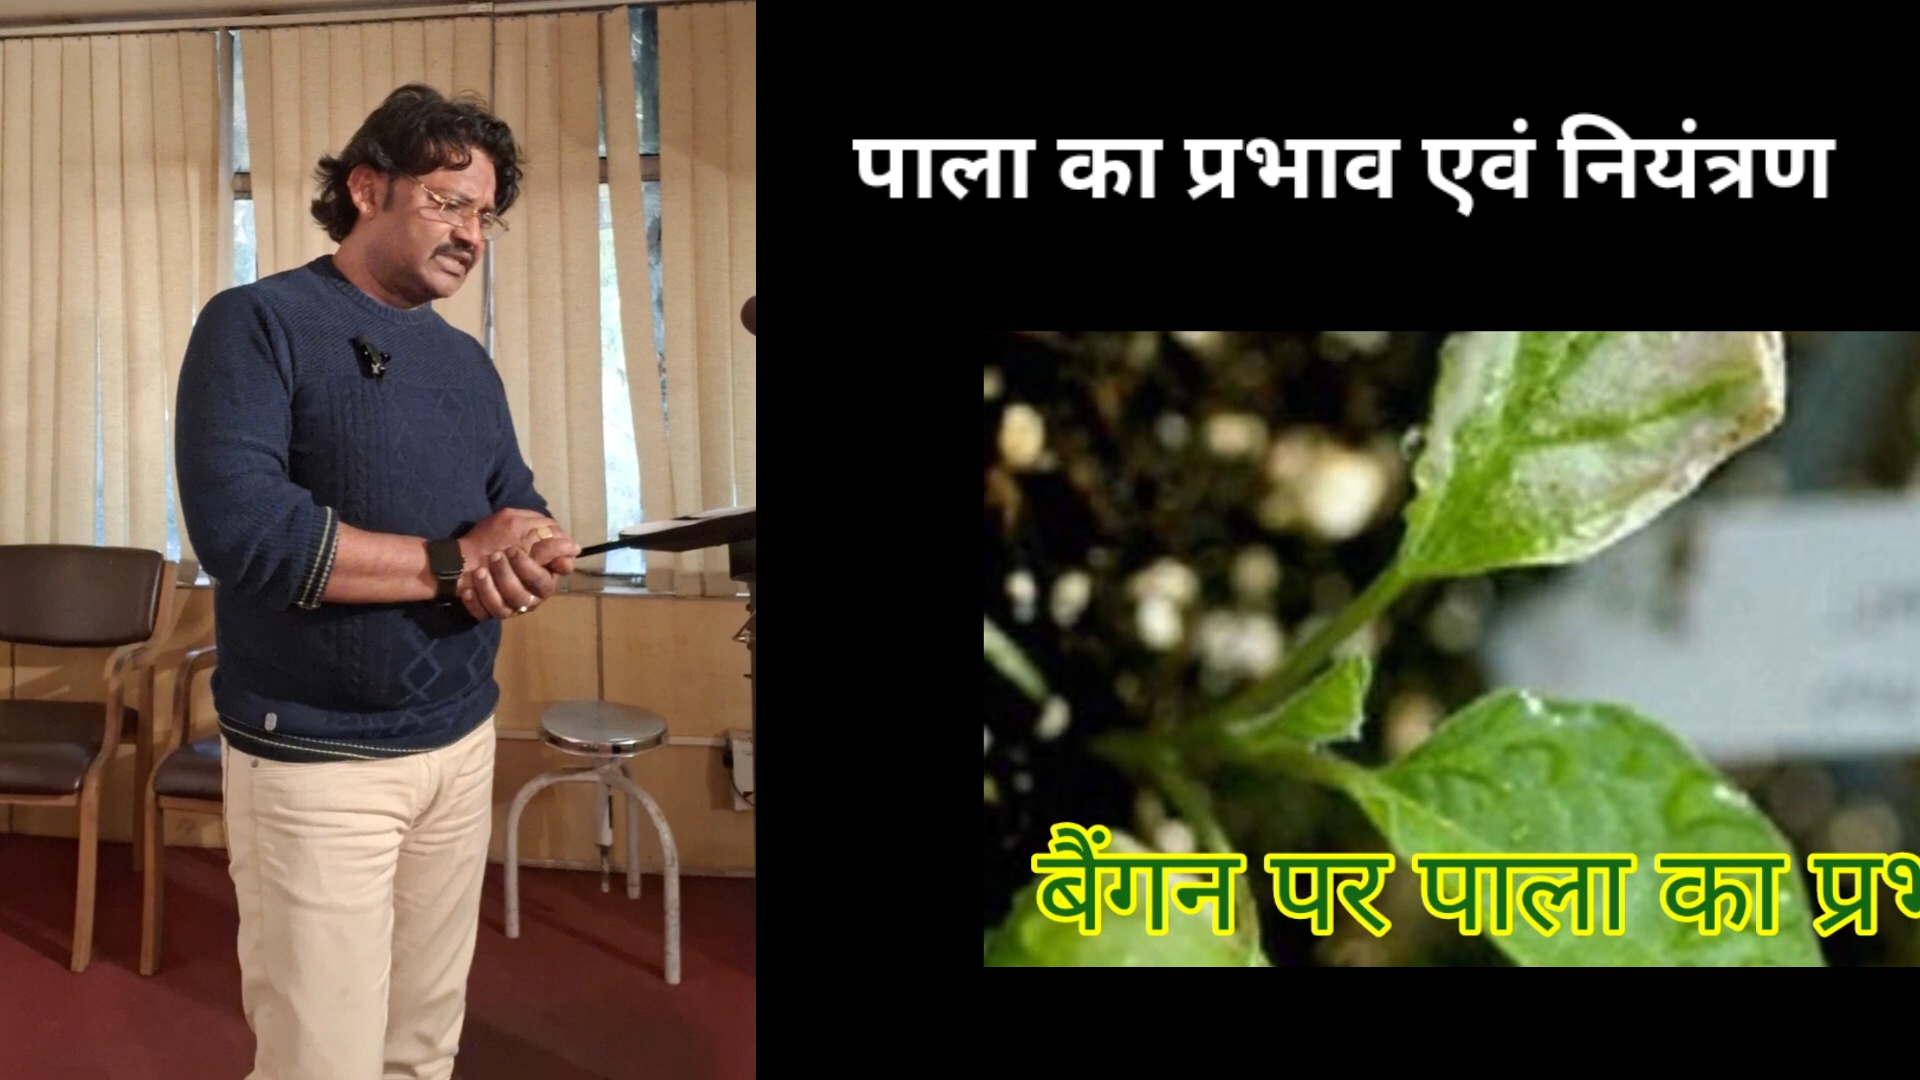 पाला का प्रभाव एवं नियंत्रण
बैंगन पर पाला का